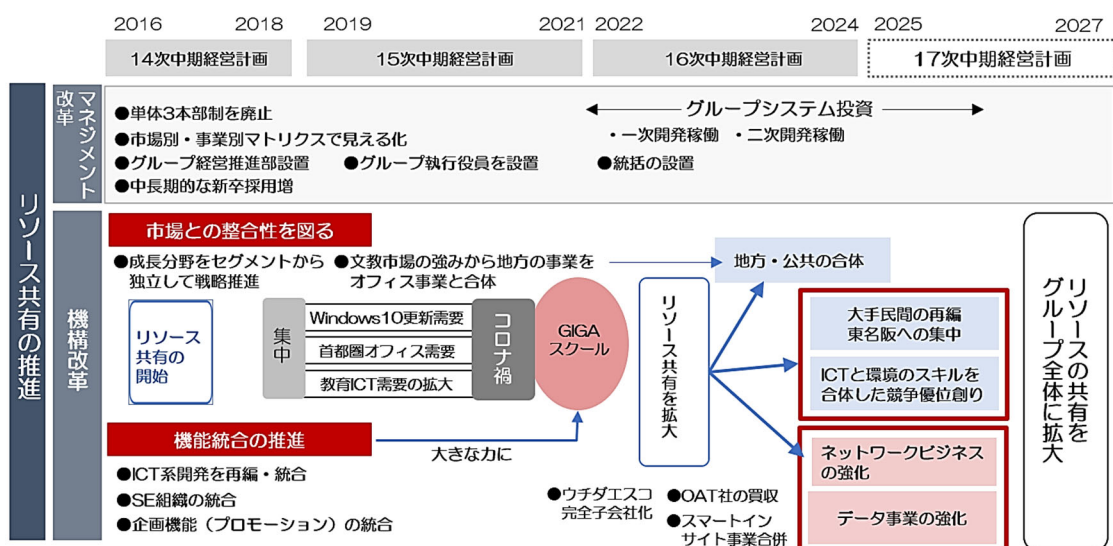 2016
2018
2019
2021
2022
2024
2025
2027
14次中期経営計画
15次中期経営計画
16次中期経営計画
17次中期経営計画
リソース共有の推進
マネジメント
改革
●単体3本部制を廃止
●市場別・事業別マトリクスで見える化
●グループ経営推進部設置
●グループ執行役員を設置
●中長期的な新卒採用増
グループシステム投資
・一次開発稼働
・二次開発稼働
●統括の設置
機構改革
市場との整合性を図る
●成長分野をセグメントから
独立して戦略推進
●文教市場の強みから地方の事業を
オフィス事業と合体
地方・公共の合体
リソース
共有の
開始
集中
Windows10更新需要
首都圏オフィス需要
教育ICT需要の拡大
コロナ禍
GIGA
スクール
リソース共有を拡大
大手民間の再編
東名阪への集中
ICTと環境のスキルを
合体した競争優位創り
機能統合の推進
大きな力に
●ICT系開発を再編・統合
●SE組織の統合
●企画機能（プロモーション）の統合
●ウチダエスコ
完全子会社化
●OAT社の買収
●スマートイン
サイト事業合併
ネットワークビジネス
の強化
データ事業の強化
リソースの共有を
グループ全体に拡大